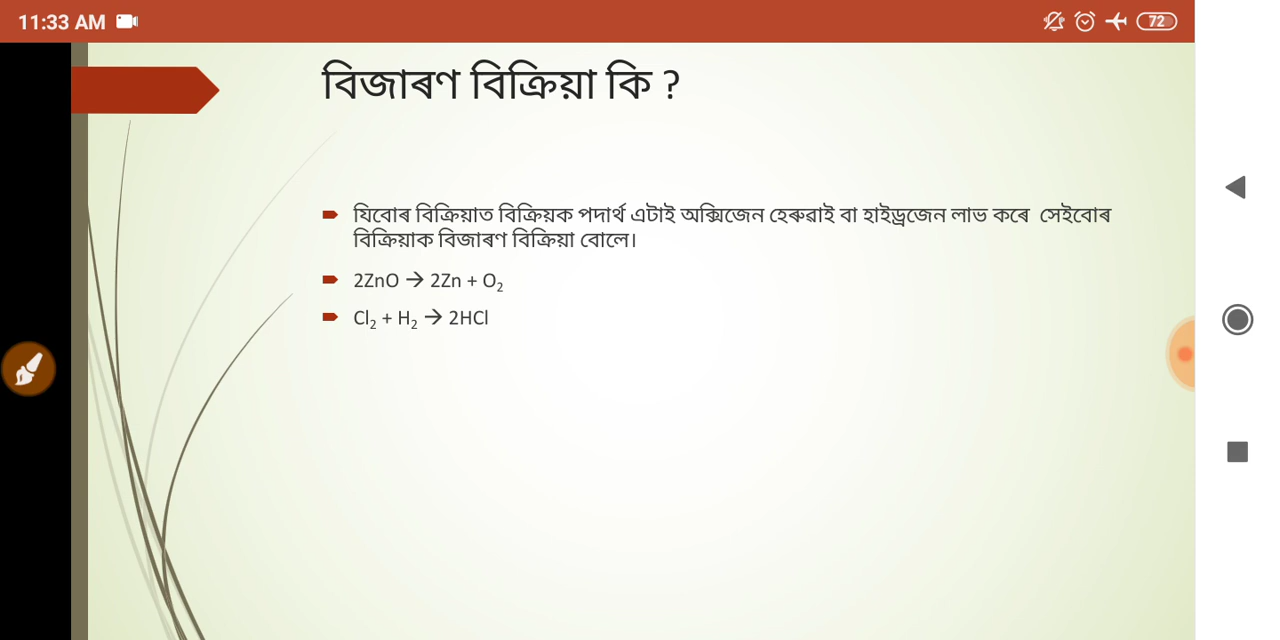 11:33 AM
72
বিজাৰণ বিক্ৰিয়া কি ?
যিবোৰ বিক্ৰিয়াত বিক্ৰিয়ক পদাৰ্থ এটাই অক্সিজেন হেৰুৱাই বা হাইড্ৰজেন লাভ কৰে সেইবোৰ
বিক্ৰিয়াক বিজাৰণ বিক্ৰিয়া বোলে।
2ZnO → 2Zn + O₂
Cl₂ + H₂ → 2HCl